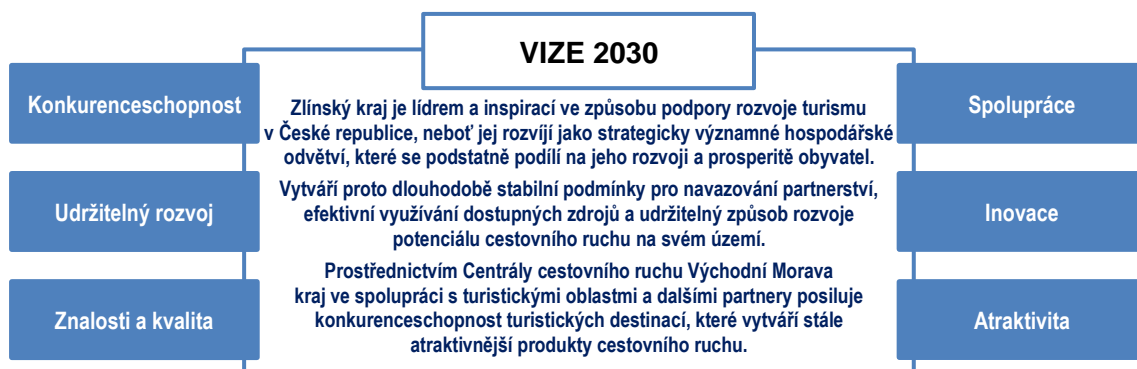 VIZE 2030
Konkurenceschopnost
Udržitelný rozvoj
Znalosti a kvalita
Zlínský kraj je lídrem a inspirací ve způsobu podpory rozvoje turismu
v České republice, neboť jej rozvíjí jako strategicky významné hospodářské
odvětví, které se podstatně podílí na jeho rozvoji a prosperitě obyvatel.
Vytváří proto dlouhodobě stabilní podmínky pro navazování partnerství,
efektivní využívání dostupných zdrojů a udržitelný způsob rozvoje
potenciálu cestovního ruchu na svém území.
Prostřednictvím Centrály cestovního ruchu Východní Morava
kraj ve spolupráci s turistickými oblastmi a dalšími partnery posiluje
konkurenceschopnost turistických destinací, které vytváří stále
atraktivnější produkty cestovního ruchu.
Spolupráce
Inovace
Atraktivita